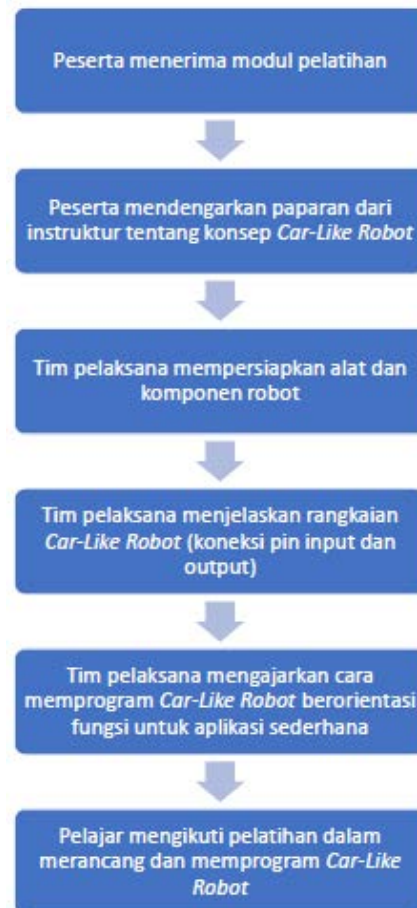 Peserta menerima modul pelatihan
Peserta mendengarkan paparan dari
instruktur tentang konsep Car-Like Robot
Tim pelaksana mempersiapkan alat dan
komponen robot
Tim pelaksana menjelaskan rangkaian
Car-Like Robot (koneksi pin input dan
output)
Tim pelaksana mengajarkan cara
memprogram Car-Like Robot berorientasi
fungsi untuk aplikasi sederhana
Pelajar mengikuti pelatihan dalam
merancang dan memprogram Car-Like
Robot